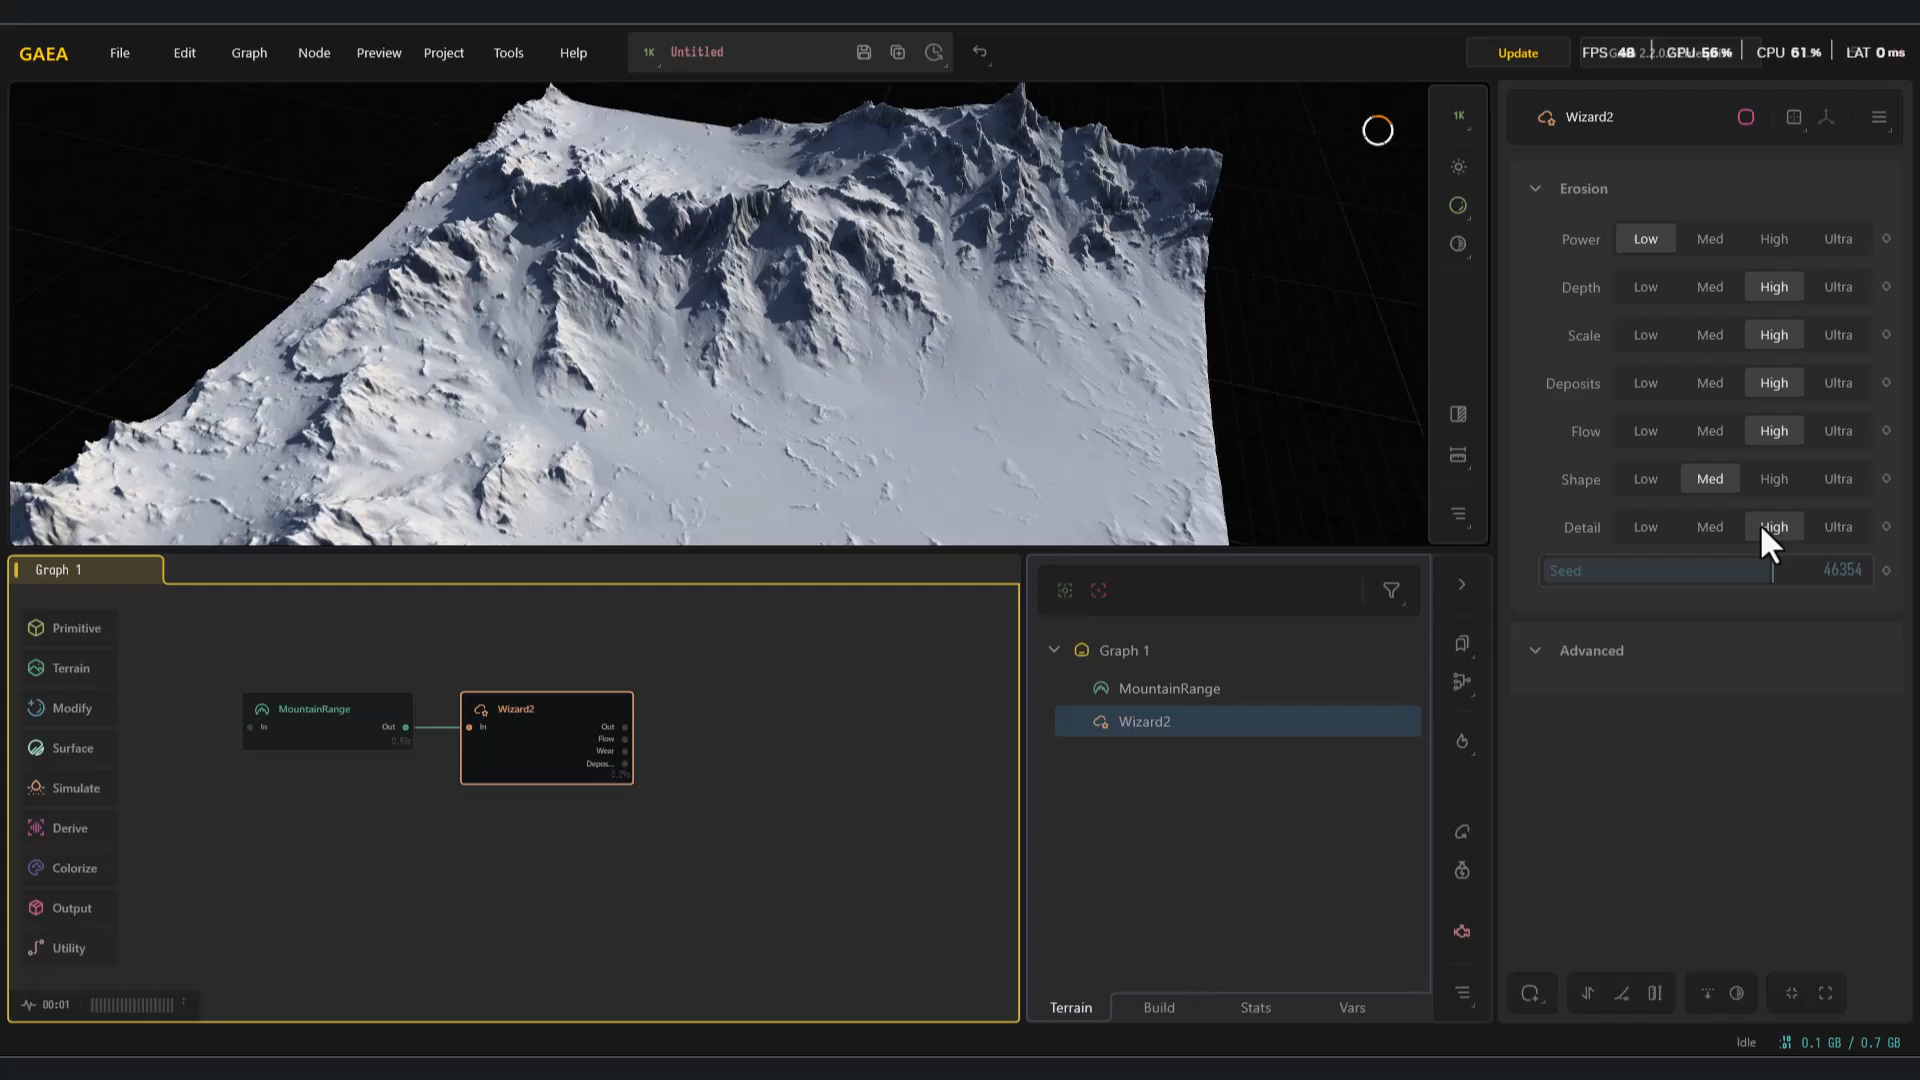 GAEA
File
Edit
Graph
Node
Preview
Project
Tools
Help
1K
Untitled
Update
FPS 48 | GPU 56 % | CPU 61 % | LAT 0 ms
1K
Wizard2
Erosion
Power Low Med High Ultra
Depth Low Med High Ultra
Scale Low Med High Ultra
Deposits Low Med High Ultra
Flow Low Med High Ultra
Shape Low Med High Ultra
Detail Low Med High Ultra
Seed 46354
Advanced
Graph 1
Primitive
Terrain
Modify
Surface
Simulate
Derive
Colorize
Output
Utility
MountainRange
In
Out
0.93s
Wizard2
In
Out
Flow
Wear
Depos...
0.29s
00:01
Graph 1
MountainRange
Wizard2
Terrain
Build
Stats
Vars
Idle
0.1 GB / 0.7 GB